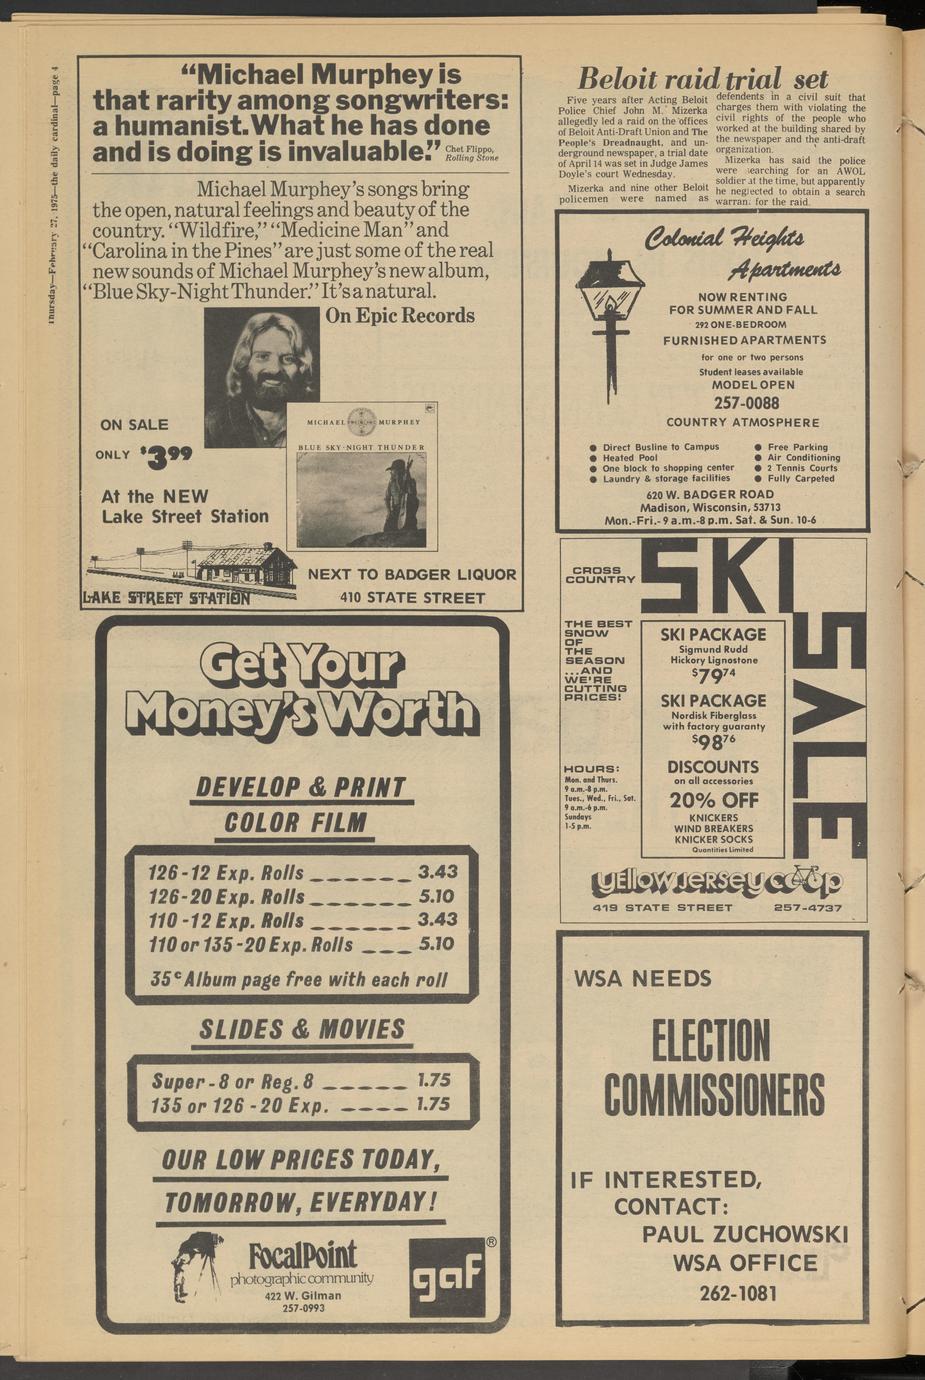 Thursday—February 27, 1975—the daily cardinal—page 4
“Michael Murphey is
that rarity among songwriters:
a humanist. What he has done
and is doing is invaluable.” Chet Flippo,
Rolling Stone
Michael Murphey's songs bring
the open, natural feelings and beauty of the
country. “Wildfire,” “Medicine Man” and
“Carolina in the Pines” are just some of the real
new sounds of Michael Murphey's new album,
“Blue Sky-Night Thunder.” It's a natural.
On Epic Records
ON SALE
ONLY $3.99
At the NEW
Lake Street Station
MICHAEL MURPHEY
BLUE SKY·NIGHT THUNDER
LAKE STREET STATION
NEXT TO BADGER LIQUOR
410 STATE STREET
Get Your
Money's Worth
DEVELOP & PRINT
COLOR FILM
126-12 Exp. Rolls ______ 3.43
126-20 Exp. Rolls ______ 5.10
110-12 Exp. Rolls ______ 3.43
110 or 135-20 Exp. Rolls ___ 5.10
35¢ Album page free with each roll
SLIDES & MOVIES
Super-8 or Reg. 8 _____ 1.75
135 or 126-20 Exp. ____ 1.75
OUR LOW PRICES TODAY,
TOMORROW, EVERYDAY!
FocalPoint
photographic community
422 W. Gilman
257-0993
gaf®
Beloit raid trial set
Five years after Acting Beloit
Police Chief John M. Mizerka
allegedly led a raid on the offices
of Beloit Anti-Draft Union and The
People's Dreadnaught, and un-
derground newspaper, a trial date
of April 14 was set in Judge James
Doyle's court Wednesday.
Mizerka and nine other Beloit
policemen were named as
defendents in a civil suit that
charges them with violating the
civil rights of the people who
worked at the building shared by
the newspaper and the anti-draft
organization.
Mizerka has said the police
were searching for an AWOL
soldier at the time, but apparently
he neglected to obtain a search
warrant for the raid.
Colonial Heights
Apartments
NOW RENTING
FOR SUMMER AND FALL
292 ONE-BEDROOM
FURNISHED APARTMENTS
for one or two persons
Student leases available
MODEL OPEN
257-0088
COUNTRY ATMOSPHERE
● Direct Busline to Campus
● Heated Pool
● One block to shopping center
● Laundry & storage facilities
● Free Parking
● Air Conditioning
● 2 Tennis Courts
● Fully Carpeted
620 W. BADGER ROAD
Madison, Wisconsin, 53713
Mon.-Fri.- 9 a.m.-8 p.m. Sat. & Sun. 10-6
CROSS
COUNTRY
SKI
SALE
THE BEST
SNOW
OF
THE
SEASON
...AND
WE'RE
CUTTING
PRICES!
HOURS:
Mon. and Thurs.
9 a.m.-8 p.m.
Tues., Wed., Fri., Sat.
9 a.m.-6 p.m.
Sundays
1-5 p.m.
SKI PACKAGE
Sigmund Rudd
Hickory Lignostone
$79.74
SKI PACKAGE
Nordisk Fiberglass
with factory guaranty
$98.76
DISCOUNTS
on all accessories
20% OFF
KNICKERS
WIND BREAKERS
KNICKER SOCKS
Quantities Limited
yellow jersey co-op
419 STATE STREET 257-4737
WSA NEEDS
ELECTION
COMMISSIONERS
IF INTERESTED,
CONTACT:
PAUL ZUCHOWSKI
WSA OFFICE
262-1081